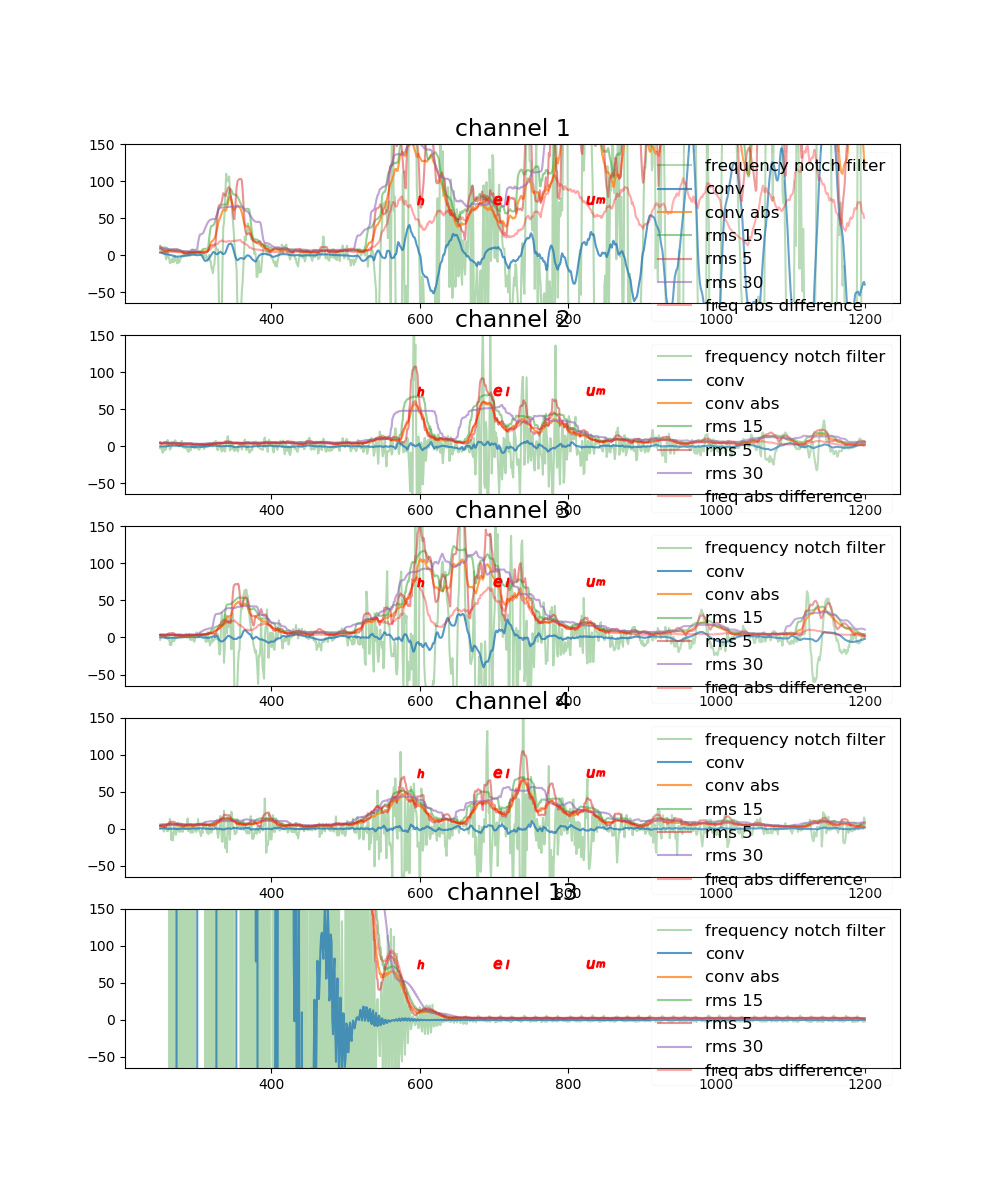 channel 1
150
100
50
0
−50
h
e l
um
frequency notch filter
conv
conv abs
rms 15
rms 5
rms 30
freq abs difference
400 600 800 1000 1200
channel 2
150
100
50
0
−50
h
e l
um
frequency notch filter
conv
conv abs
rms 15
rms 5
rms 30
freq abs difference
400 600 800 1000 1200
channel 3
150
100
50
0
−50
h
e l
um
frequency notch filter
conv
conv abs
rms 15
rms 5
rms 30
freq abs difference
400 600 800 1000 1200
channel 4
150
100
50
0
−50
h
e l
um
frequency notch filter
conv
conv abs
rms 15
rms 5
rms 30
freq abs difference
400 600 800 1000 1200
channel 13
150
100
50
0
−50
h
e l
um
frequency notch filter
conv
conv abs
rms 15
rms 5
rms 30
freq abs difference
400 600 800 1000 1200